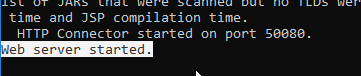 ist of JARs that were scanned but no TLDs wer
time and JSP compilation time.
HTTP Connector started on port 50080.
Web server started.